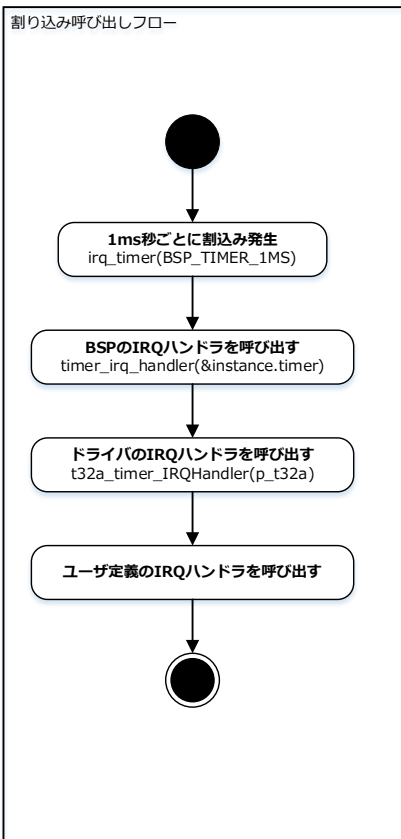 割り込み呼び出しフロー
1ms秒ごとに割込み発生
irq_timer(BSP_TIMER_1MS)
BSPのIRQハンドラを呼び出す
timer_irq_handler(&instance.timer)
ドライバのIRQハンドラを呼び出す
t32a_timer_IRQHandler(p_t32a)
ユーザ定義のIRQハンドラを呼び出す